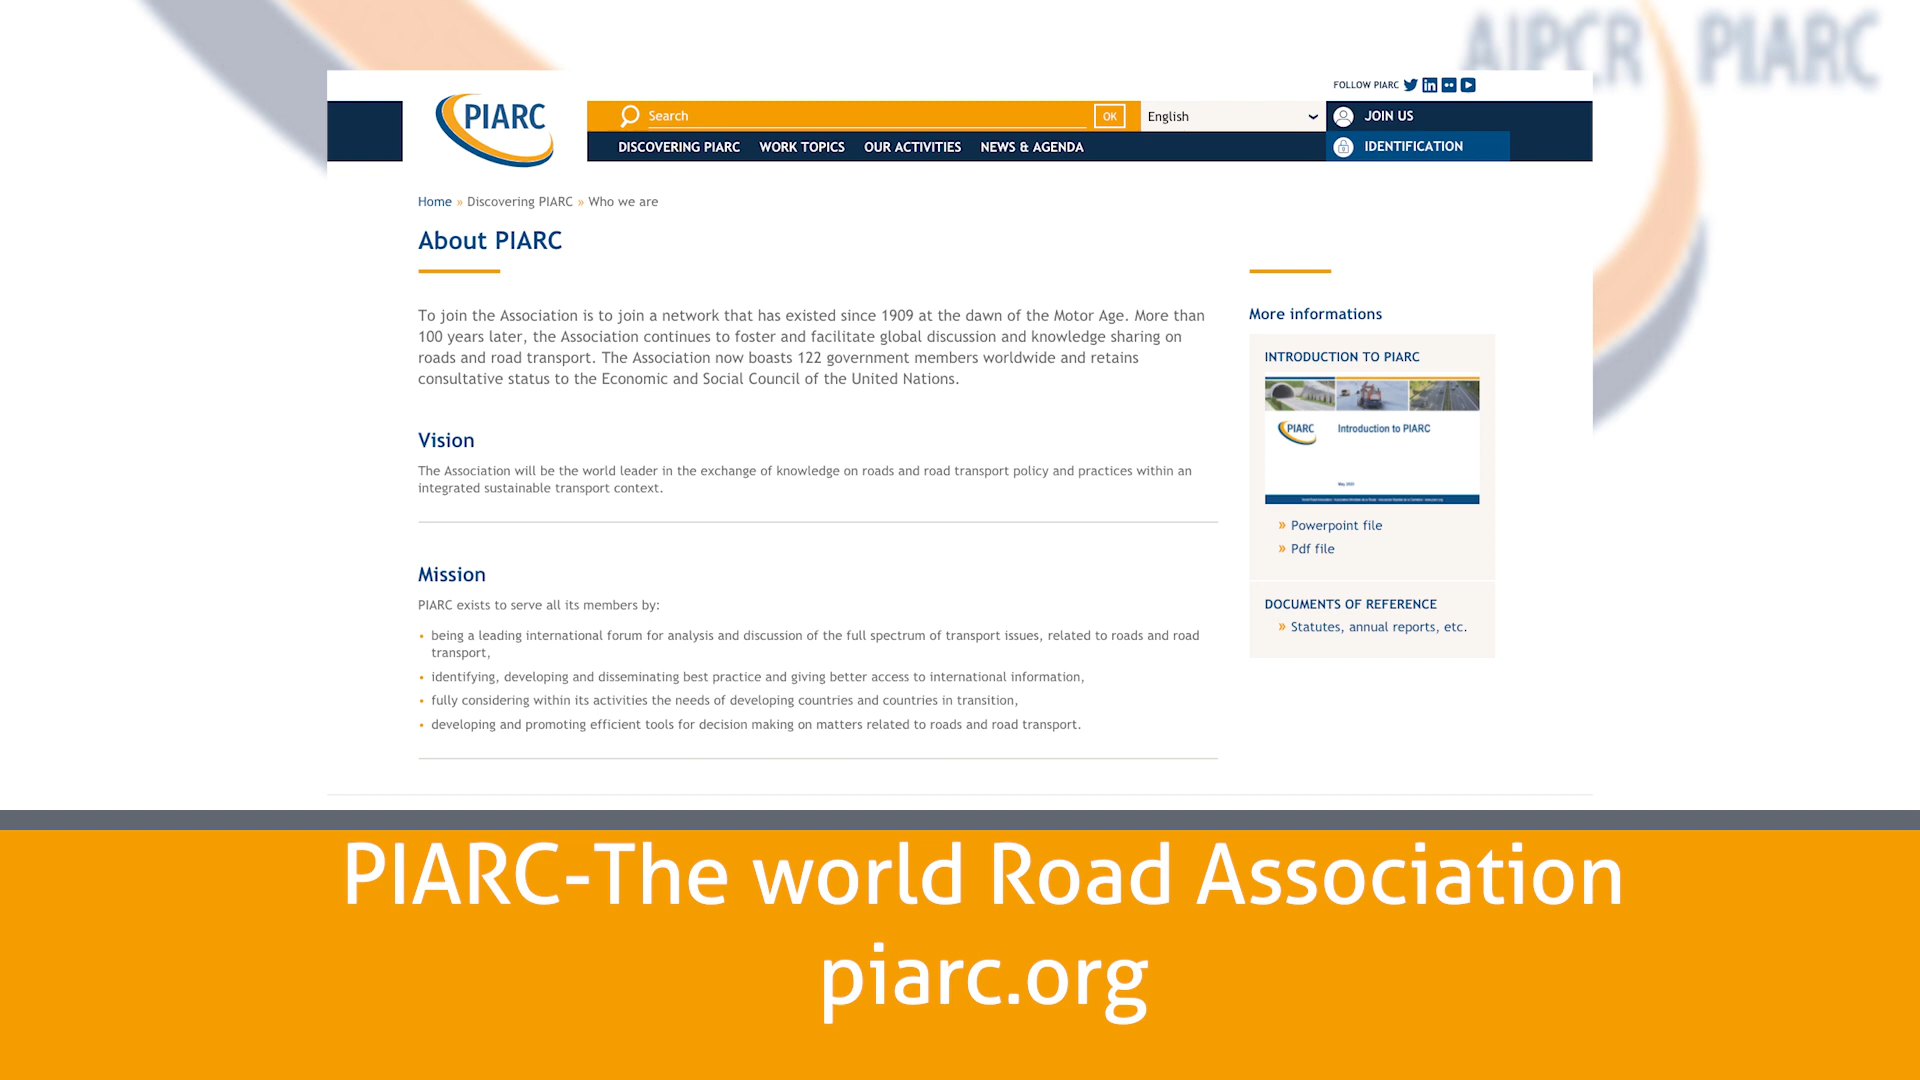 AIPCR PIARC
FOLLOW PIARC
PIARC
Search
OK
English
JOIN US
DISCOVERING PIARC WORK TOPICS OUR ACTIVITIES NEWS & AGENDA
IDENTIFICATION
Home » Discovering PIARC » Who we are
About PIARC
To join the Association is to join a network that has existed since 1909 at the dawn of the Motor Age. More than
100 years later, the Association continues to foster and facilitate global discussion and knowledge sharing on
roads and road transport. The Association now boasts 122 government members worldwide and retains
consultative status to the Economic and Social Council of the United Nations.
Vision
The Association will be the world leader in the exchange of knowledge on roads and road transport policy and practices within an
integrated sustainable transport context.
Mission
PIARC exists to serve all its members by:
• being a leading international forum for analysis and discussion of the full spectrum of transport issues, related to roads and road
transport,
• identifying, developing and disseminating best practice and giving better access to international information,
• fully considering within its activities the needs of developing countries and countries in transition,
• developing and promoting efficient tools for decision making on matters related to roads and road transport.
More informations
INTRODUCTION TO PIARC
PIARC
Introduction to PIARC
» Powerpoint file
» Pdf file
DOCUMENTS OF REFERENCE
» Statutes, annual reports, etc.
PIARC-The world Road Association
piarc.org